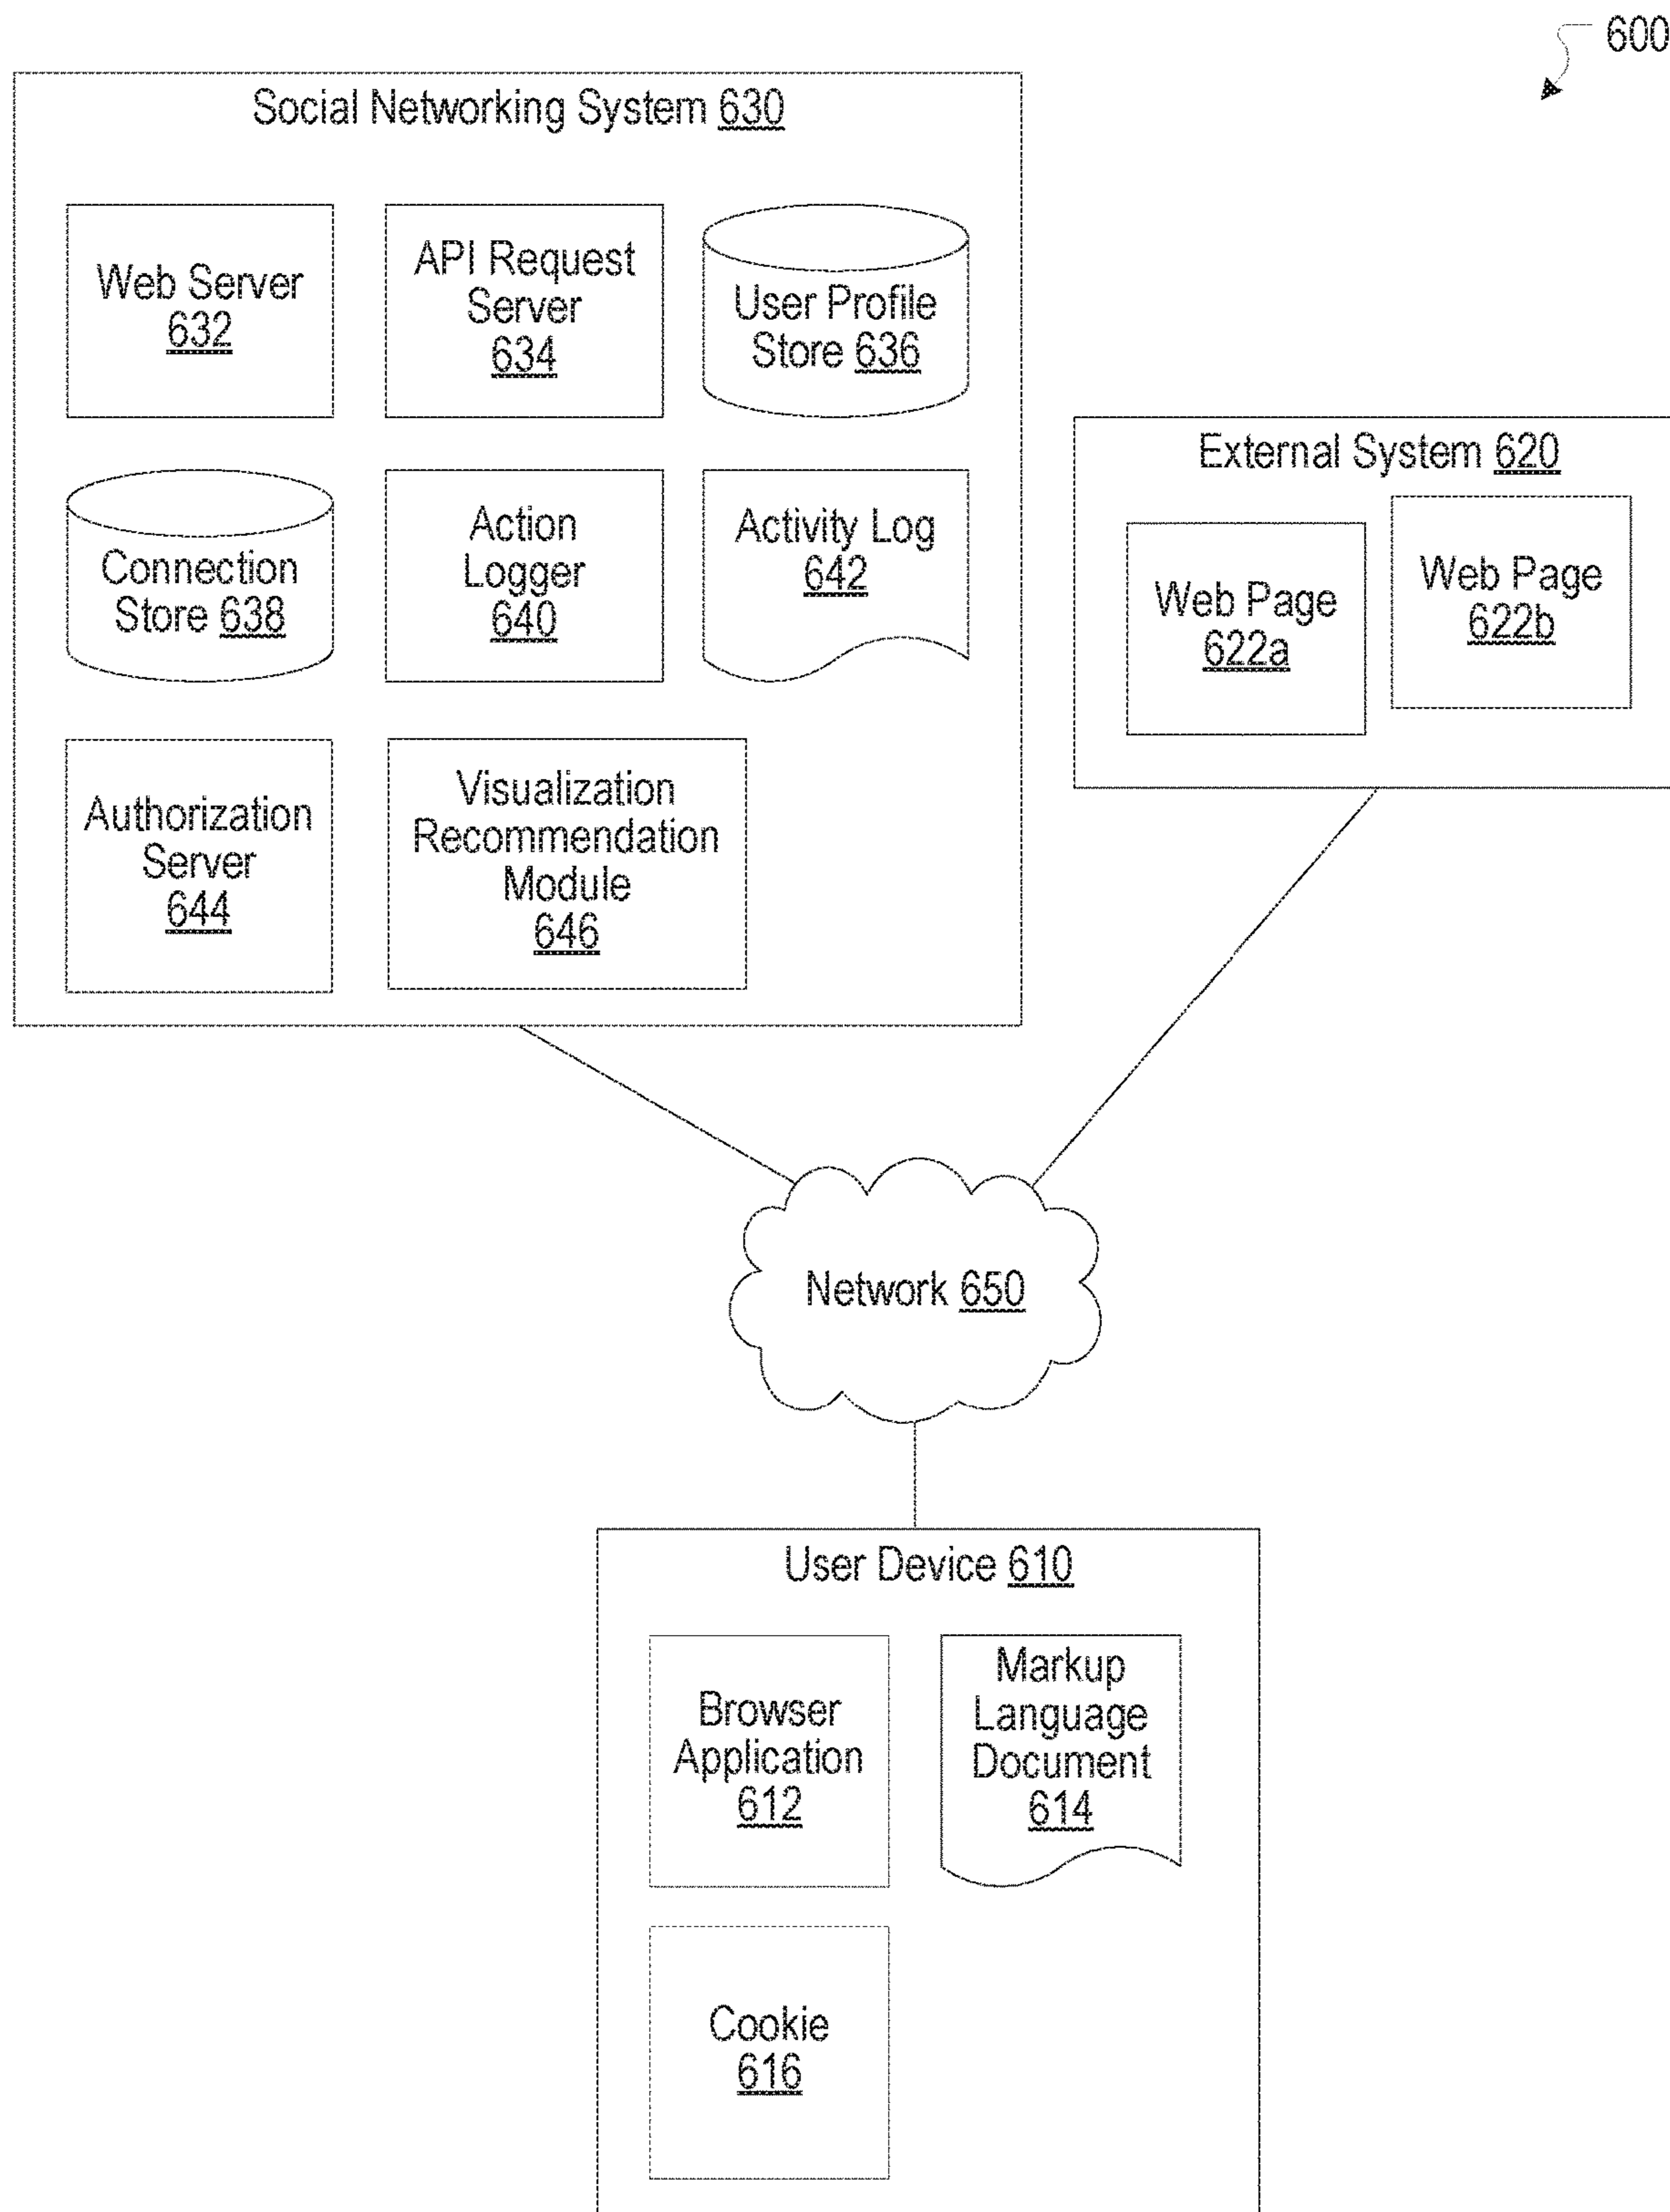 600
Social Networking System 630
Web Server
632
API Request
Server
634
User Profile
Store 636
Connection
Store 638
Action
Logger
640
Activity Log
642
Authorization
Server
644
Visualization
Recommendation
Module
646
External System 620
Web Page
622a
Web Page
622b
Network 650
User Device 610
Browser
Application
612
Markup
Language
Document
614
Cookie
616